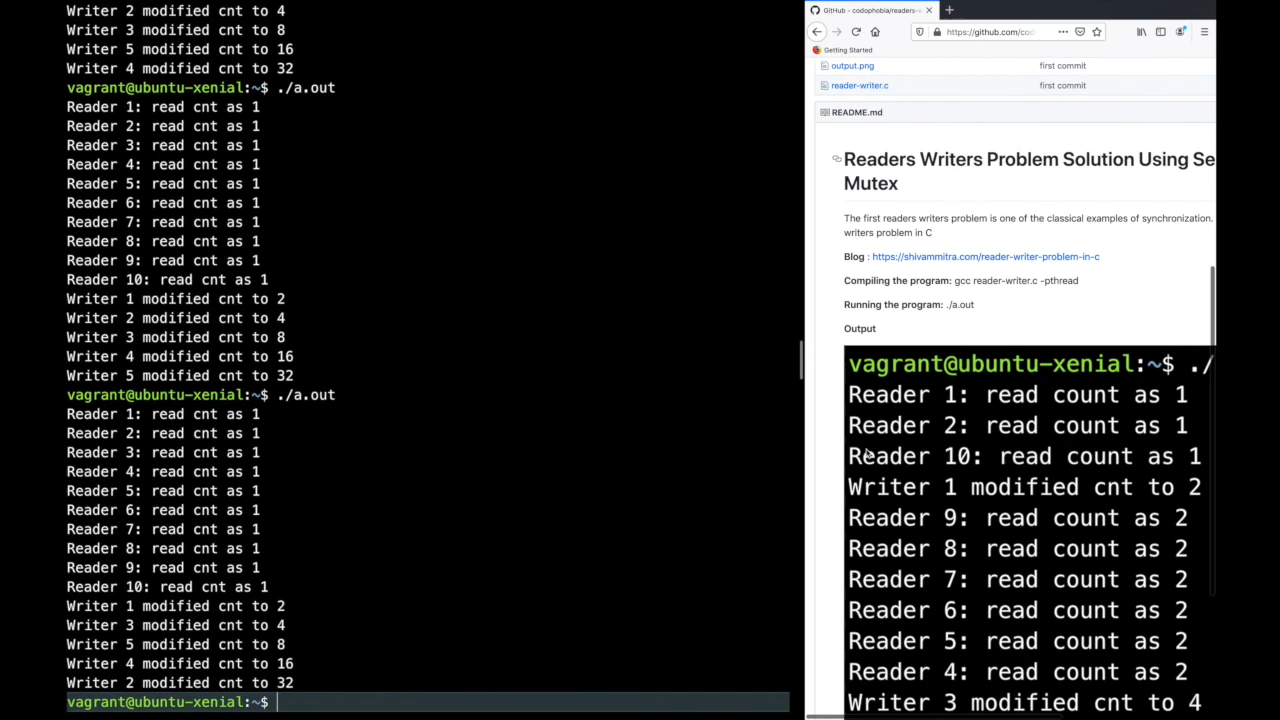 Writer 2 modified cnt to 4
Writer 3 modified cnt to 8
Writer 5 modified cnt to 16
Writer 4 modified cnt to 32
vagrant@ubuntu-xenial:~$ ./a.out
Reader 1: read cnt as 1
Reader 2: read cnt as 1
Reader 3: read cnt as 1
Reader 4: read cnt as 1
Reader 5: read cnt as 1
Reader 6: read cnt as 1
Reader 7: read cnt as 1
Reader 8: read cnt as 1
Reader 9: read cnt as 1
Reader 10: read cnt as 1
Writer 1 modified cnt to 2
Writer 2 modified cnt to 4
Writer 3 modified cnt to 8
Writer 4 modified cnt to 16
Writer 5 modified cnt to 32
vagrant@ubuntu-xenial:~$ ./a.out
Reader 1: read cnt as 1
Reader 2: read cnt as 1
Reader 3: read cnt as 1
Reader 4: read cnt as 1
Reader 5: read cnt as 1
Reader 6: read cnt as 1
Reader 7: read cnt as 1
Reader 8: read cnt as 1
Reader 9: read cnt as 1
Reader 10: read cnt as 1
Writer 1 modified cnt to 2
Writer 3 modified cnt to 4
Writer 5 modified cnt to 8
Writer 4 modified cnt to 16
Writer 2 modified cnt to 32
vagrant@ubuntu-xenial:~$
GitHub - codophobia/readers-
https://github.com/cod
Getting Started
output.png first commit
reader-writer.c first commit
README.md
Readers Writers Problem Solution Using Se
Mutex
The first readers writers problem is one of the classical examples of synchronization.
writers problem in C
Blog : https://shivammitra.com/reader-writer-problem-in-c
Compiling the program: gcc reader-writer.c -pthread
Running the program: ./a.out
Output
vagrant@ubuntu-xenial:~$ ./
Reader 1: read count as 1
Reader 2: read count as 1
Reader 10: read count as 1
Writer 1 modified cnt to 2
Reader 9: read count as 2
Reader 8: read count as 2
Reader 7: read count as 2
Reader 6: read count as 2
Reader 5: read count as 2
Reader 4: read count as 2
Writer 3 modified cnt to 4